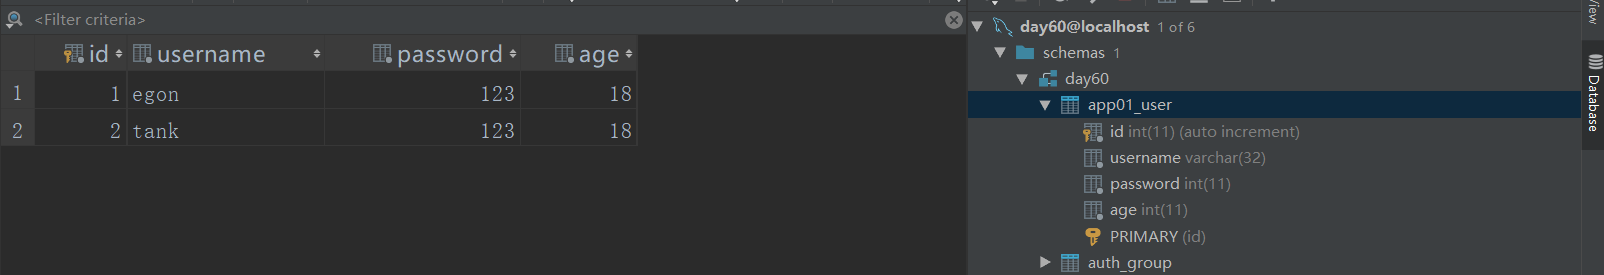 <Filter criteria>
id username password age
1 1 egon 123 18
2 2 tank 123 18
day60@localhost 1 of 6
schemas 1
day60
app01_user
id int(11) (auto increment)
username varchar(32)
password int(11)
age int(11)
PRIMARY (id)
auth_group
View
Database